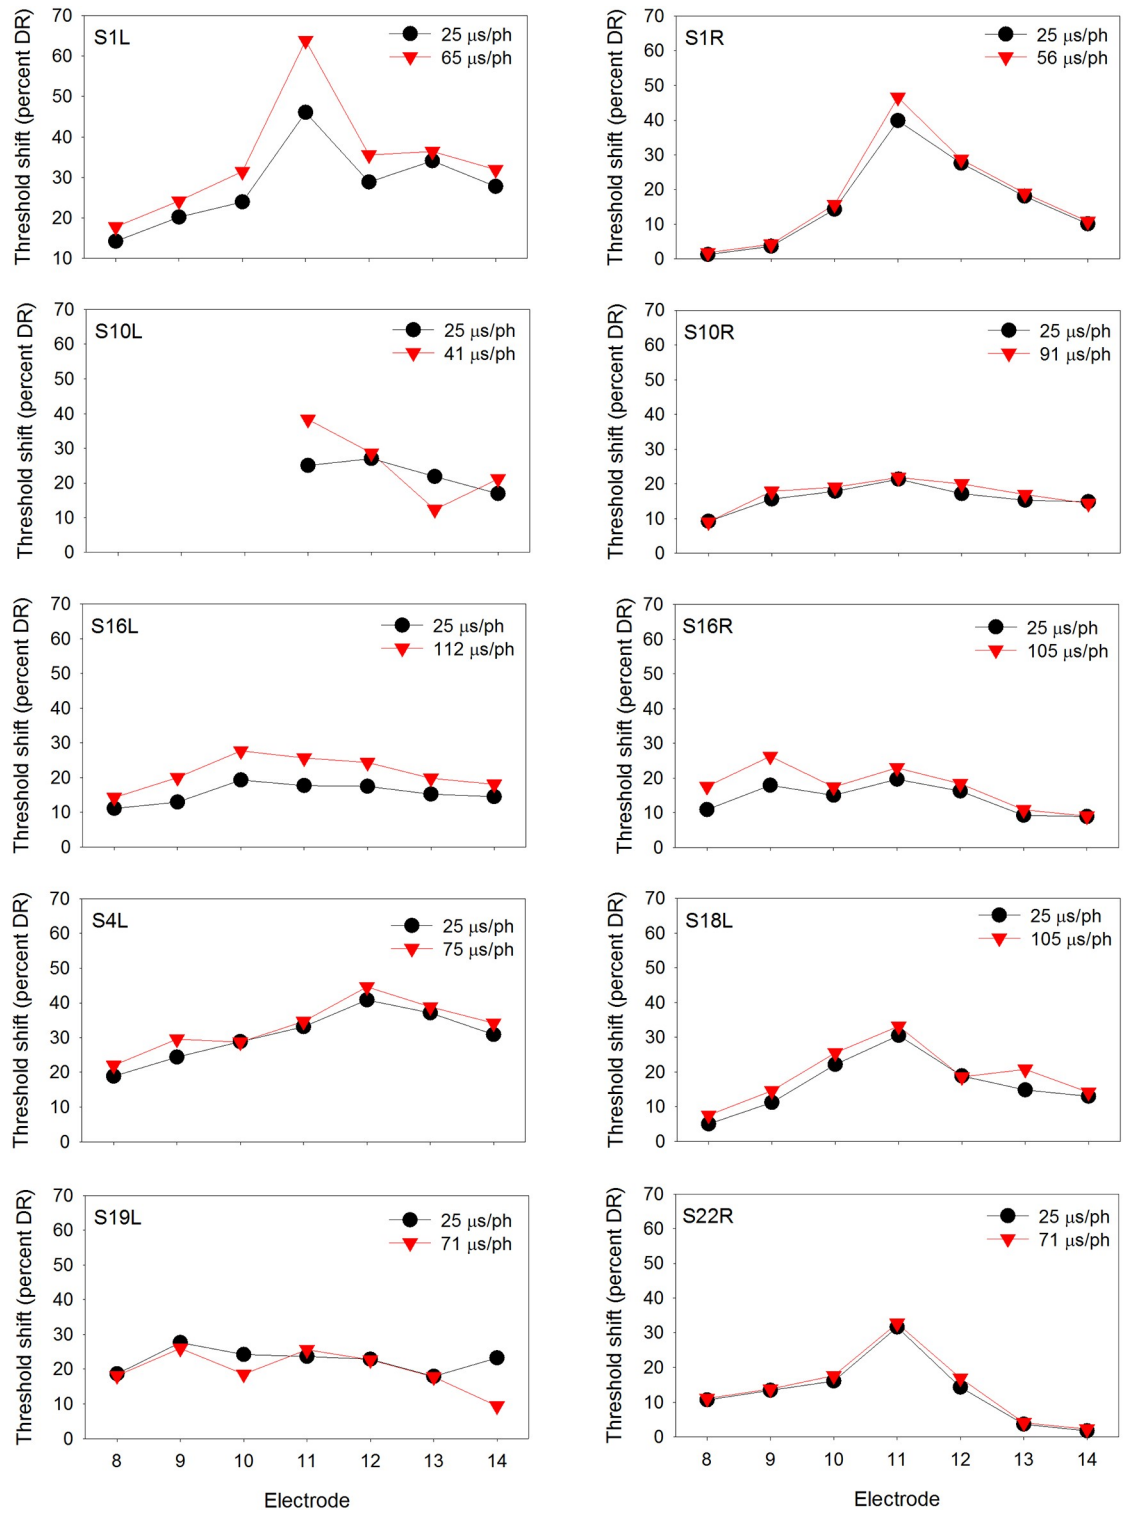 S1L
25 µs/ph
65 µs/ph
Threshold shift (percent DR)
70
60
50
40
30
20
10
S1R
25 µs/ph
56 µs/ph
Threshold shift (percent DR)
70
60
50
40
30
20
10
0
S10L
25 µs/ph
41 µs/ph
Threshold shift (percent DR)
70
60
50
40
30
20
10
0
S10R
25 µs/ph
91 µs/ph
Threshold shift (percent DR)
70
60
50
40
30
20
10
0
S16L
25 µs/ph
112 µs/ph
Threshold shift (percent DR)
70
60
50
40
30
20
10
0
S16R
25 µs/ph
105 µs/ph
Threshold shift (percent DR)
70
60
50
40
30
20
10
0
S4L
25 µs/ph
75 µs/ph
Threshold shift (percent DR)
70
60
50
40
30
20
10
0
S18L
25 µs/ph
105 µs/ph
Threshold shift (percent DR)
70
60
50
40
30
20
10
0
S19L
25 µs/ph
71 µs/ph
Threshold shift (percent DR)
70
60
50
40
30
20
10
0
8 9 10 11 12 13 14
Electrode
S22R
25 µs/ph
71 µs/ph
Threshold shift (percent DR)
70
60
50
40
30
20
10
0
8 9 10 11 12 13 14
Electrode